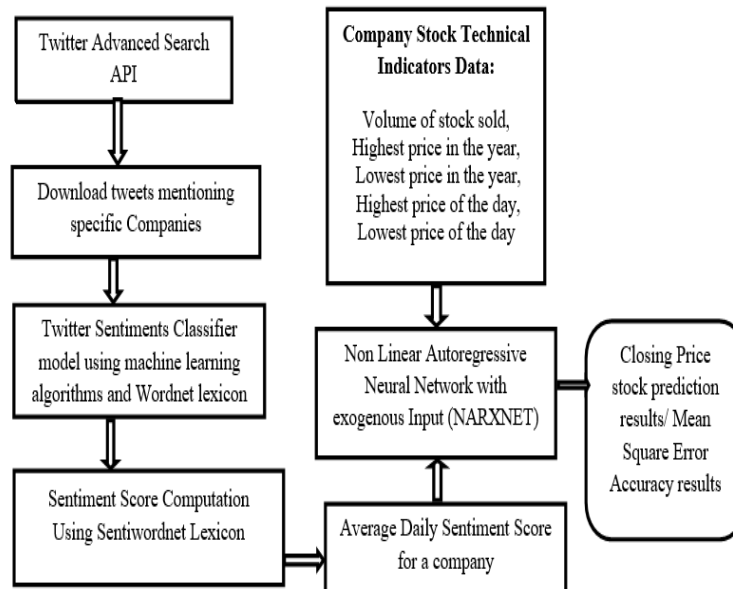 Twitter Advanced Search
API
Download tweets mentioning
specific Companies
Twitter Sentiments Classifier
model using machine learning
algorithms and Wordnet lexicon
Sentiment Score Computation
Using Sentiwordnet Lexicon
Company Stock Technical
Indicators Data:
Volume of stock sold,
Highest price in the year,
Lowest price in the year,
Highest price of the day,
Lowest price of the day
Non Linear Autoregressive
Neural Network with
exogenous Input (NARXNET)
Average Daily Sentiment Score
for a company
Closing Price
stock prediction
results/ Mean
Square Error
Accuracy results